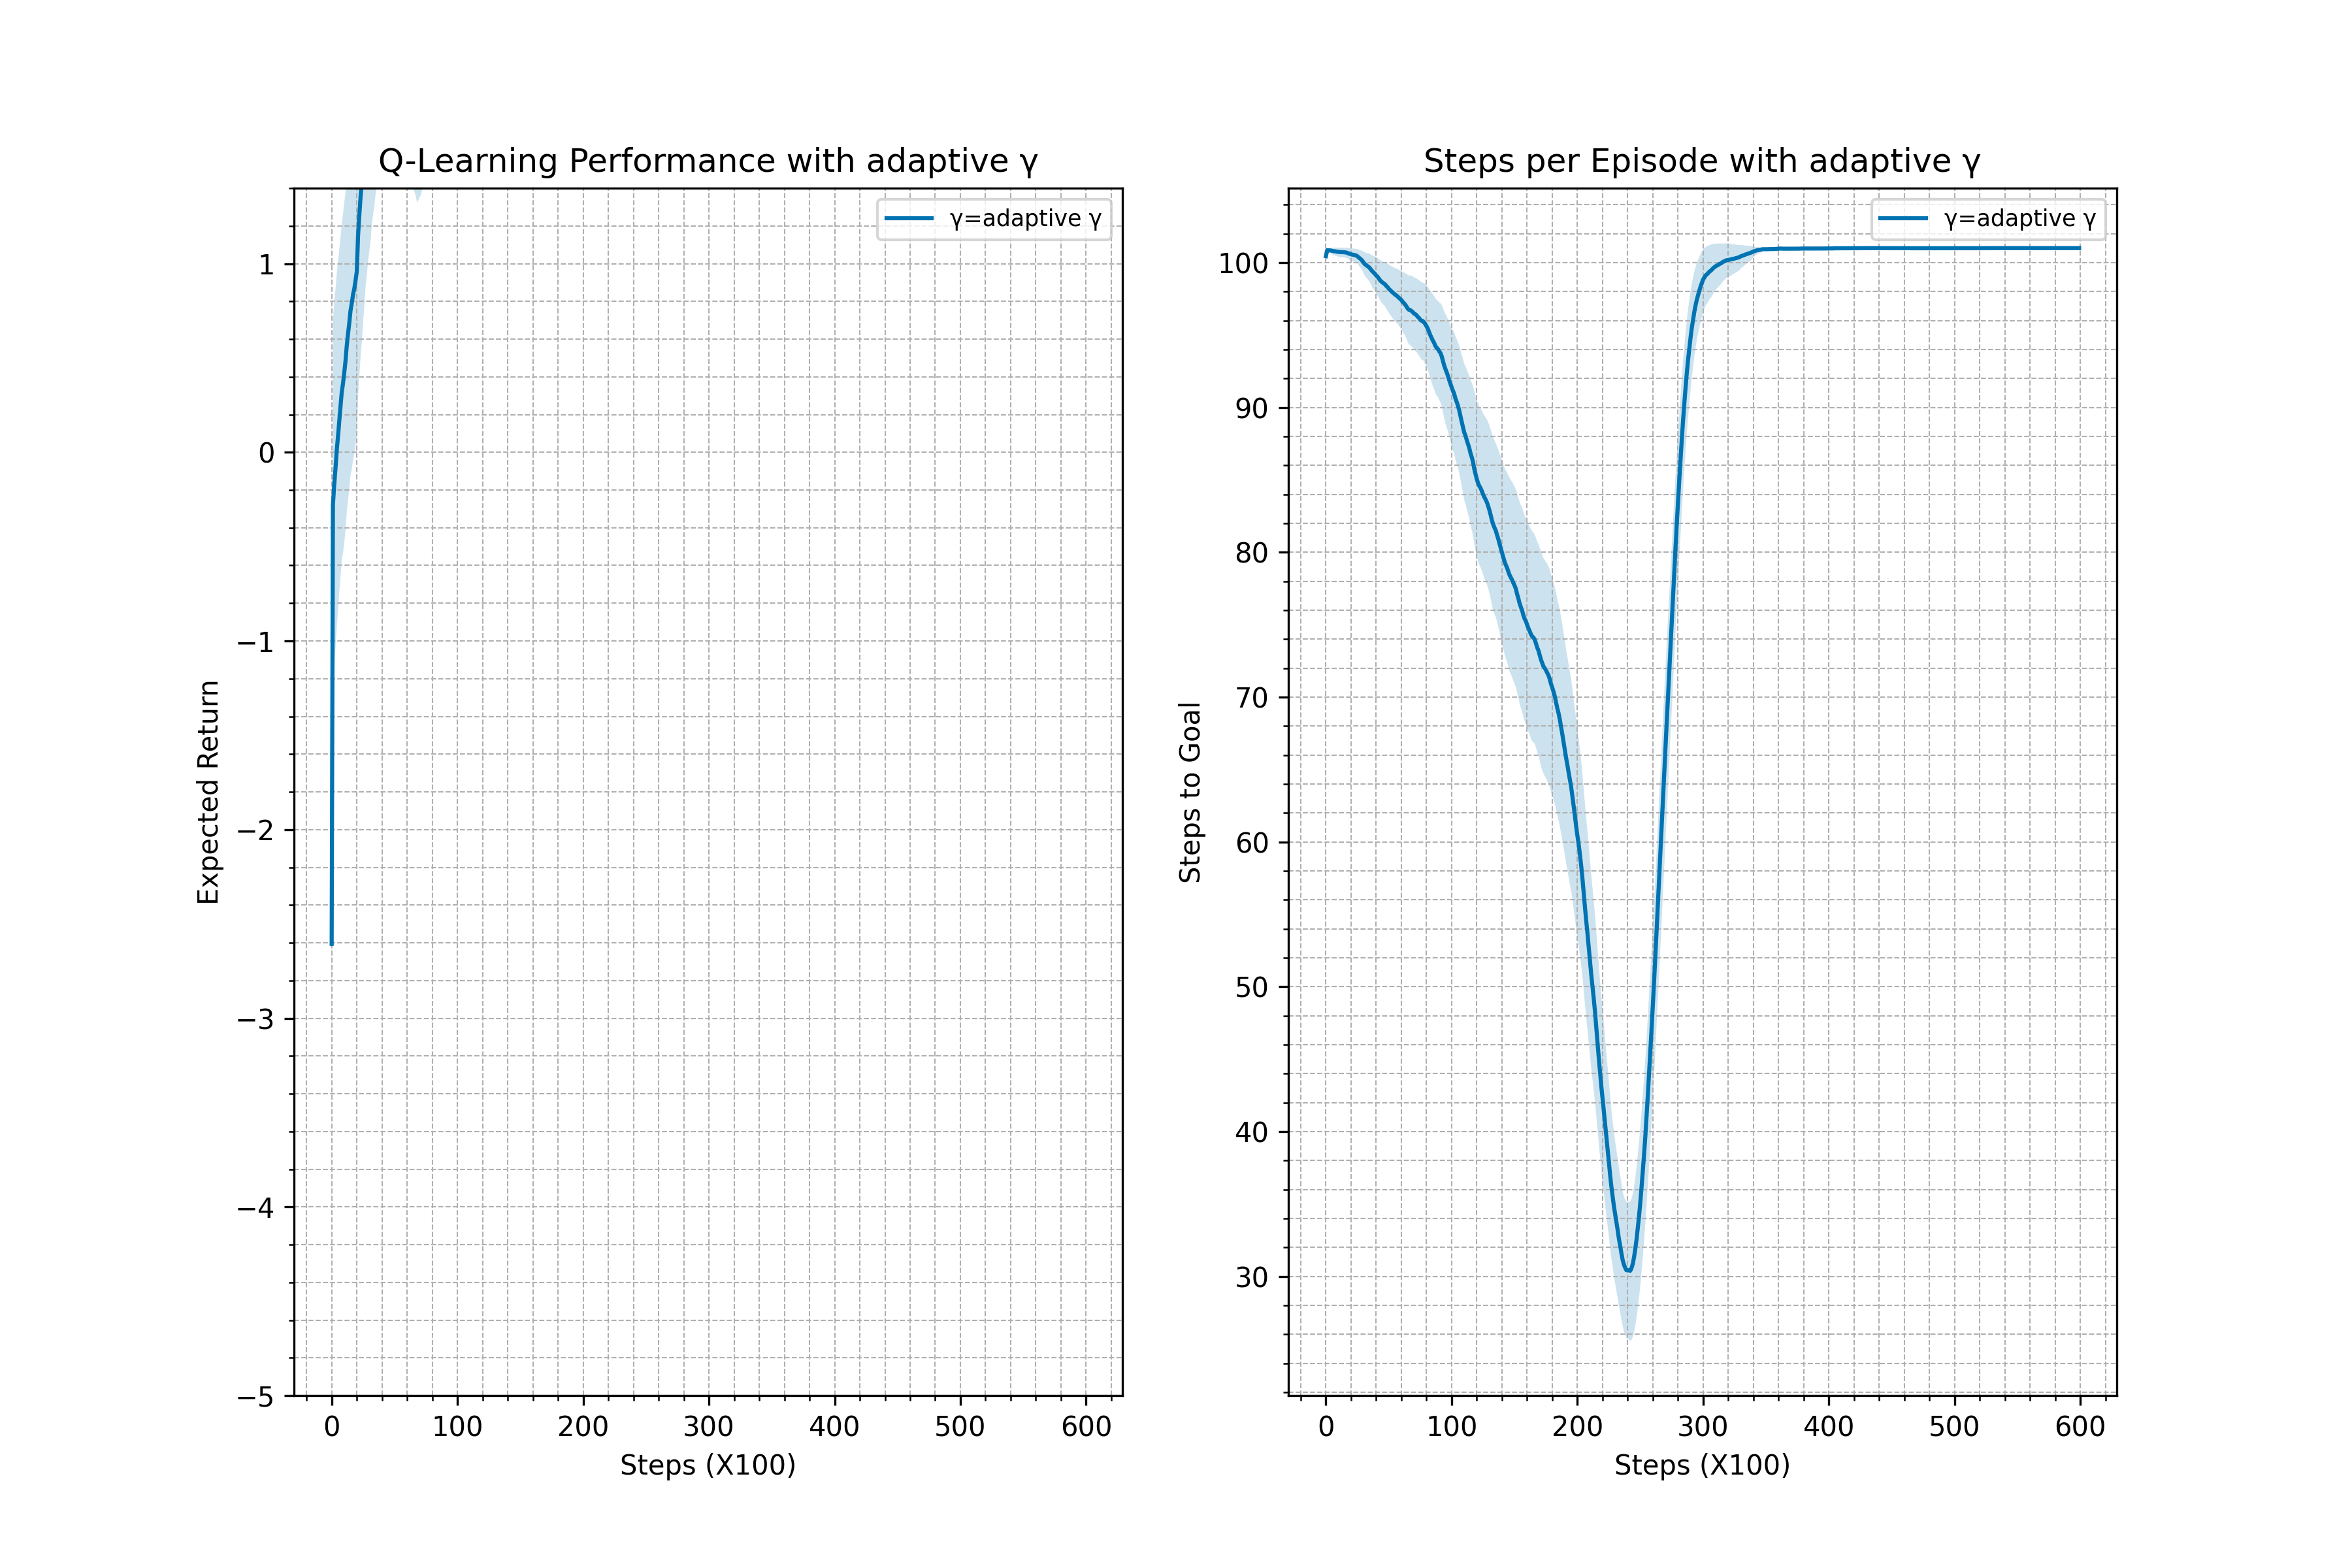 Q-Learning Performance with adaptive γ
γ=adaptive γ
1
0
−1
−2
−3
−4
−5
Expected Return
0 100 200 300 400 500 600
Steps (X100)
Steps per Episode with adaptive γ
γ=adaptive γ
100
90
80
70
60
50
40
30
Steps to Goal
0 100 200 300 400 500 600
Steps (X100)